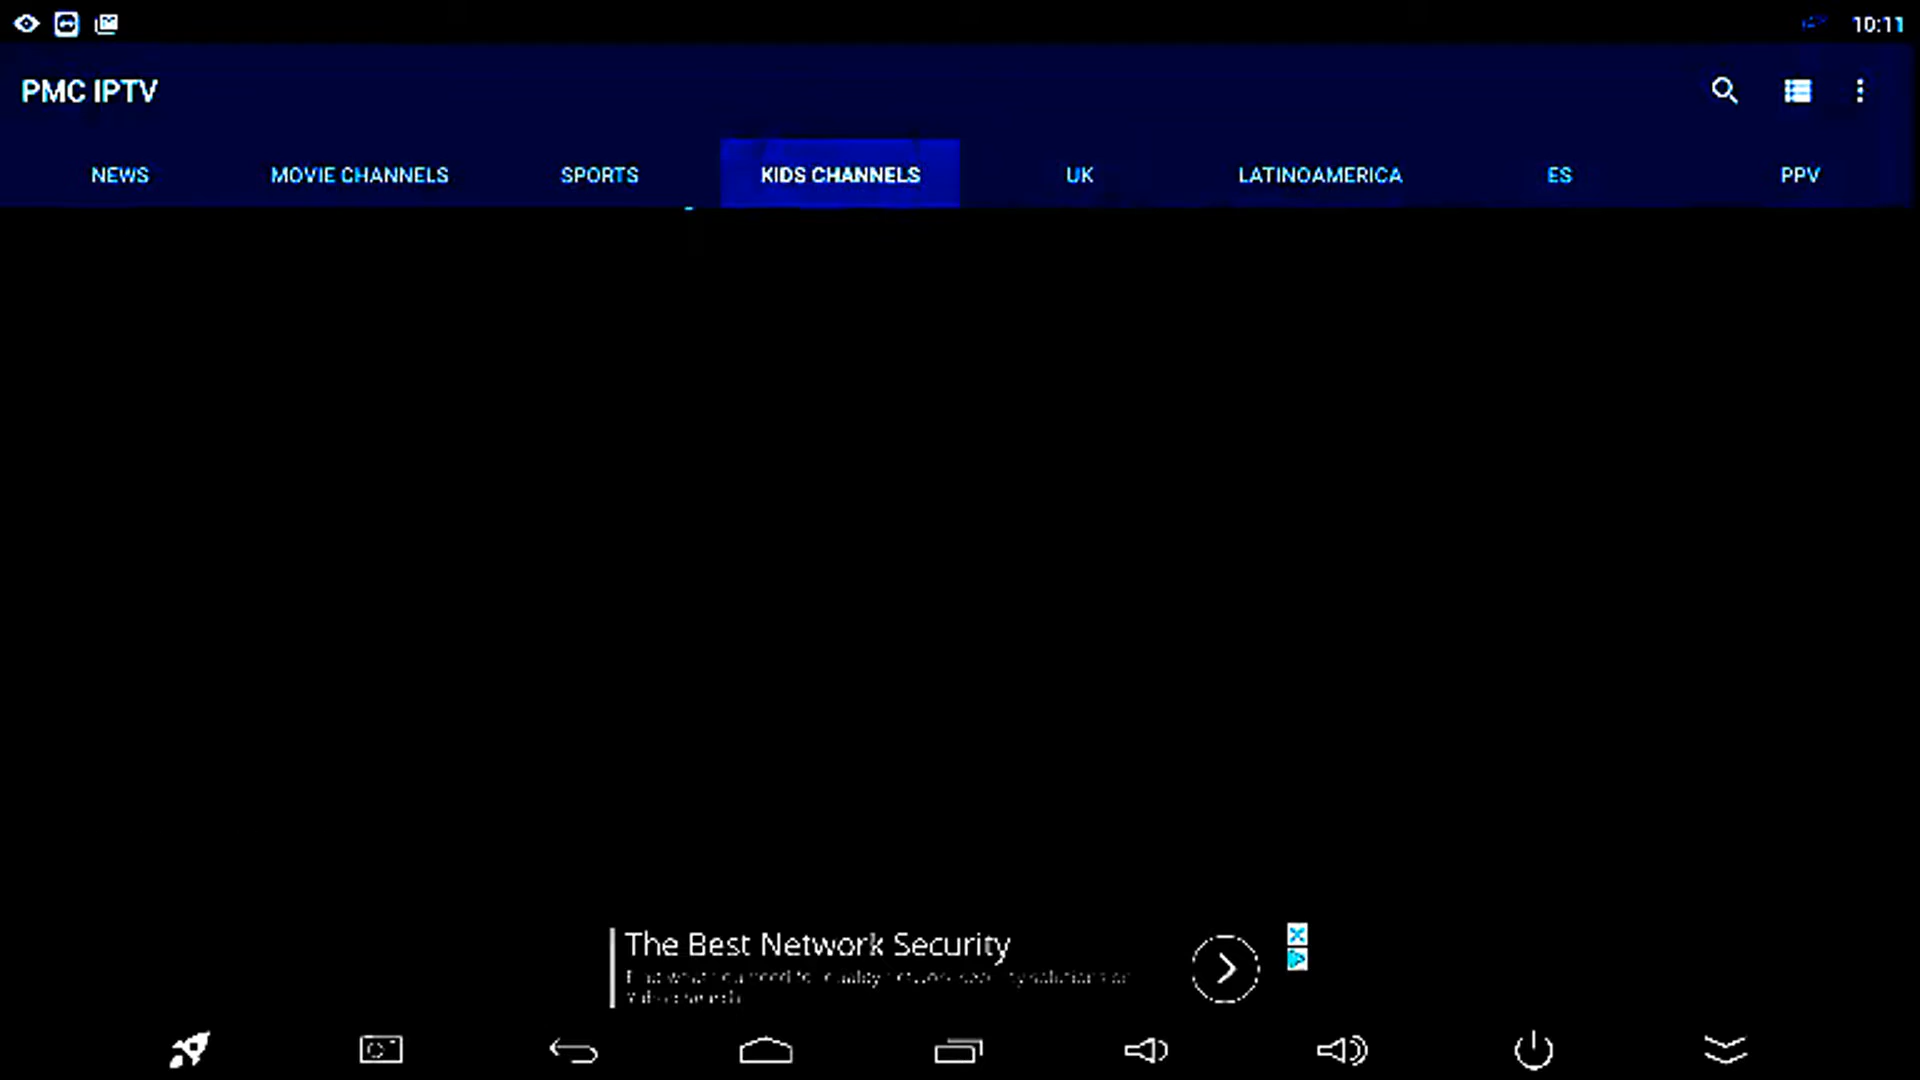 10:11
PMC IPTV
NEWS
MOVIE CHANNELS
SPORTS
KIDS CHANNELS
UK
LATINOAMERICA
ES
PPV
The Best Network Security